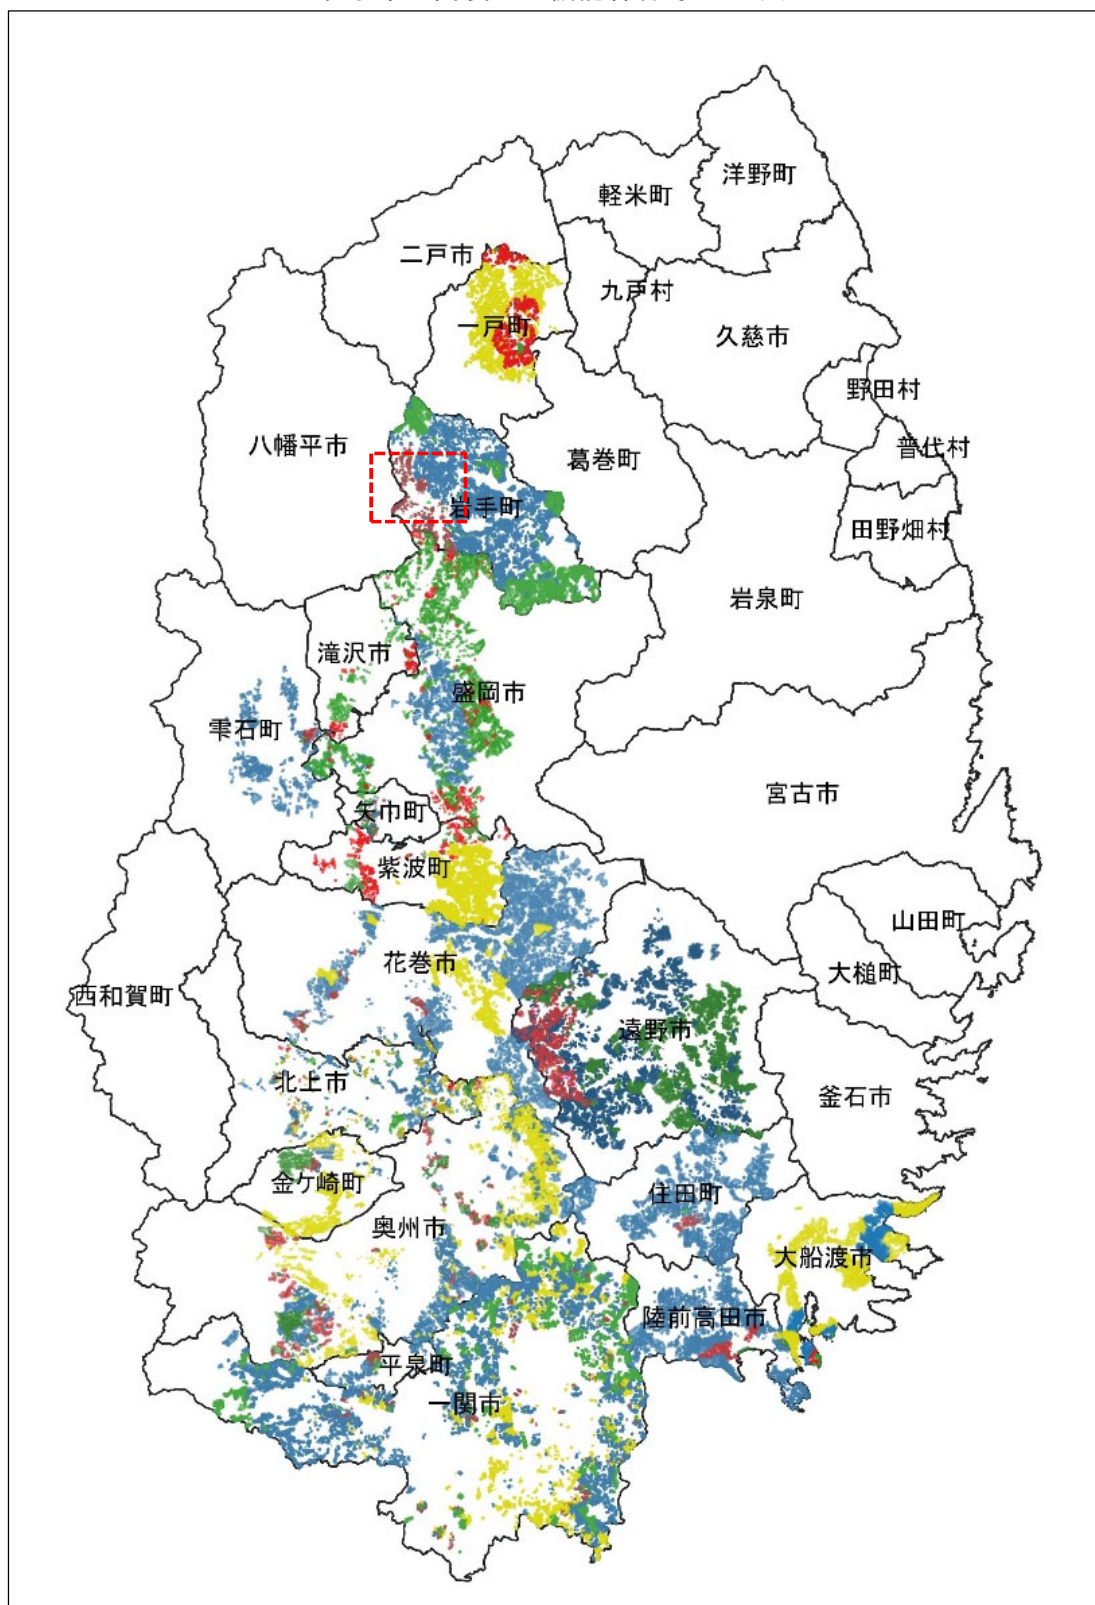 洋野町
軽米町
二戸市
九戸村
一戸町
久慈市
野田村
八幡平市
普代村
葛巻町
岩手町
田野畑村
岩泉町
滝沢市
盛岡市
雫石町
宮古市
矢巾町
紫波町
山田町
花巻市
大槌町
西和賀町
遠野市
北上市
釜石市
金ケ崎町
住田町
奥州市
大船渡市
陸前高田市
平泉町
一関市